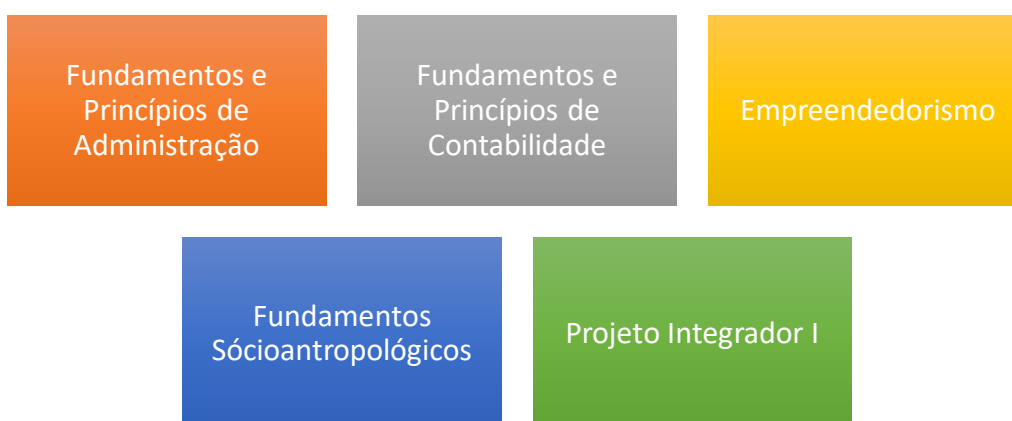 Fundamentos e
Princípios de
Administração
Fundamentos e
Princípios de
Contabilidade
Empreendedorismo
Fundamentos
Sócioantropológicos
Projeto Integrador I